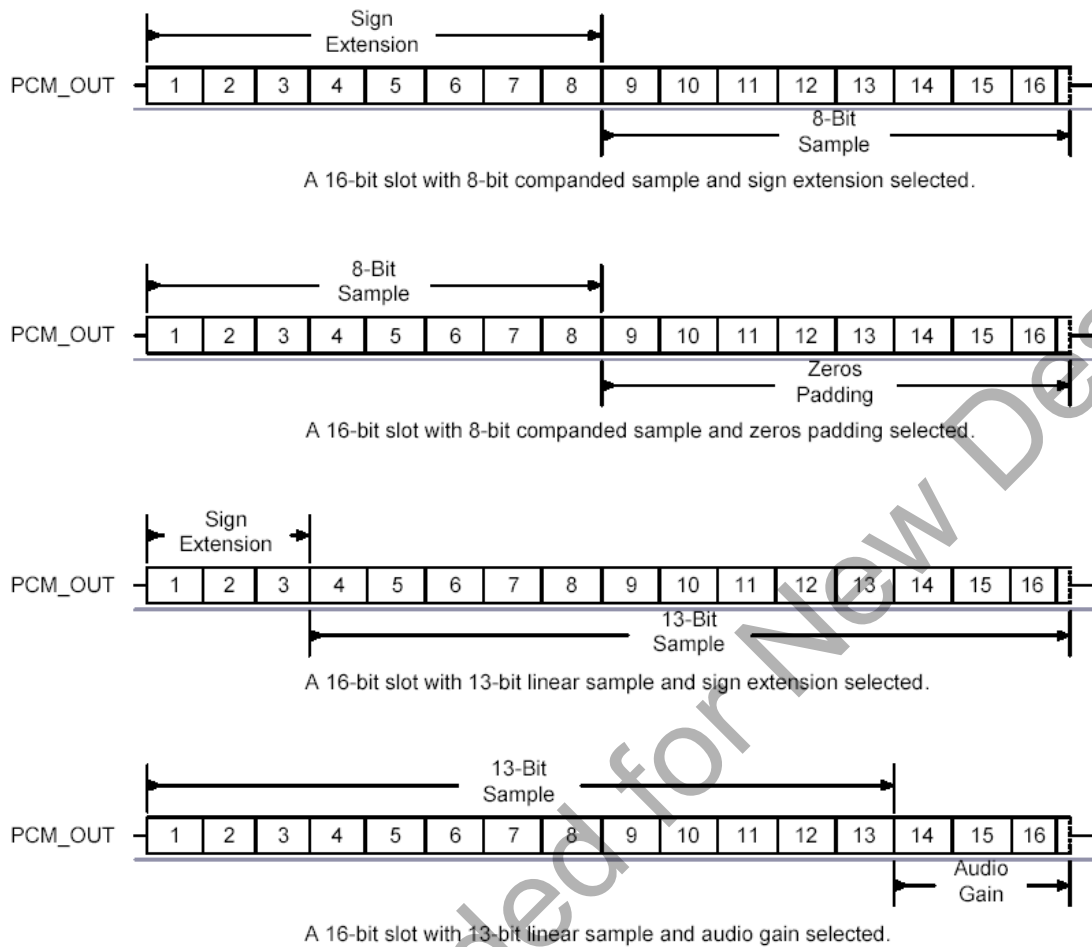 Sign
Extension
PCM_OUT 1 2 3 4 5 6 7 8 9 10 11 12 13 14 15 16
8-Bit
Sample
A 16-bit slot with 8-bit companded sample and sign extension selected.
8-Bit
Sample
PCM_OUT 1 2 3 4 5 6 7 8 9 10 11 12 13 14 15 16
Zeros
Padding
A 16-bit slot with 8-bit companded sample and zeros padding selected.
Sign
Extension
PCM_OUT 1 2 3 4 5 6 7 8 9 10 11 12 13 14 15 16
13-Bit
Sample
A 16-bit slot with 13-bit linear sample and sign extension selected.
13-Bit
Sample
PCM_OUT 1 2 3 4 5 6 7 8 9 10 11 12 13 14 15 16
Audio
Gain
A 16-bit slot with 13-bit linear sample and audio gain selected.
ded for New Des